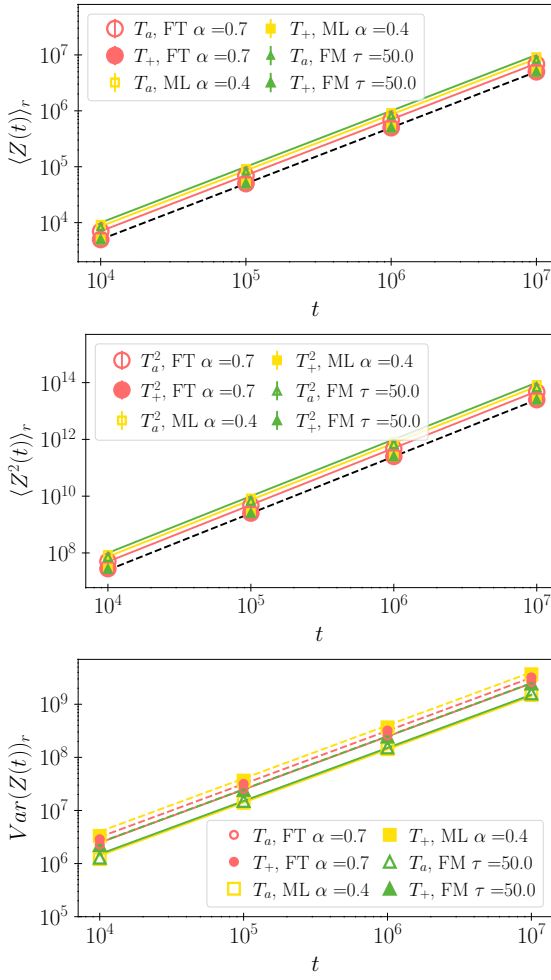 10^7
10^6
10^5
10^4
⟨Z(t)⟩_r
T_a, FT α =0.7
T_+, FT α =0.7
T_a, ML α =0.4
T_+, ML α =0.4
T_a, FM τ =50.0
T_+, FM τ =50.0
10^4 10^5 10^6 10^7
t
10^14
10^12
10^10
10^8
⟨Z^2(t)⟩_r
T_a^2, FT α =0.7
T_+^2, FT α =0.7
T_a^2, ML α =0.4
T_+^2, ML α =0.4
T_a^2, FM τ =50.0
T_+^2, FM τ =50.0
10^4 10^5 10^6 10^7
t
10^9
10^8
10^7
10^6
10^5
Var(Z(t))_r
T_a, FT α =0.7
T_+, FT α =0.7
T_a, ML α =0.4
T_+, ML α =0.4
T_a, FM τ =50.0
T_+, FM τ =50.0
10^4 10^5 10^6 10^7
t